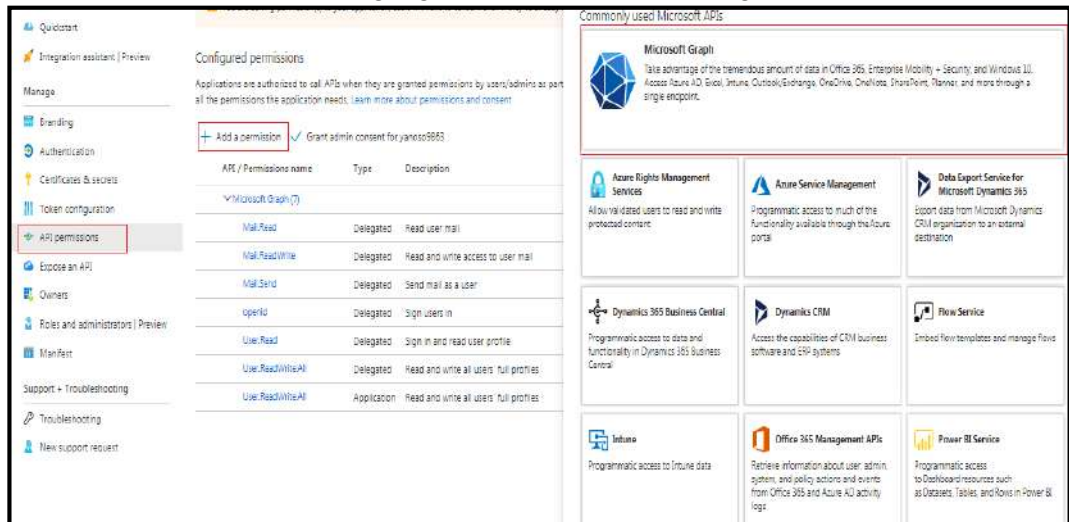 Quickstart
Integration assistant | Preview
Manage
Branding
Authentication
Certificates & secrets
Token configuration
API permissions
Expose an API
Owners
Roles and administrators | Preview
Manifest
Support + Troubleshooting
Troubleshooting
New support request
Configured permissions
Applications are authorized to call APIs when they are granted permissions by users/admins as part
all the permissions the application needs. Learn more about permissions and consent
+ Add a permission ✓ Grant admin consent for yanoso9863
API / Permissions name Type Description
Microsoft Graph (7)
Mail.Read Delegated Read user mail
Mail.ReadWrite Delegated Read and write access to user mail
Mail.Send Delegated Send mail as a user
openid Delegated Sign users in
User.Read Delegated Sign in and read user profile
User.ReadWrite.All Delegated Read and write all users' full profiles
User.ReadWrite.All Application Read and write all users' full profiles
Commonly used Microsoft APIs
Microsoft Graph
Take advantage of the tremendous amount of data in Office 365, Enterprise Mobility + Security, and Windows 10.
Access Azure AD, Excel, Intune, Outlook/Exchange, OneDrive, OneNote, SharePoint, Planner, and more through a
single endpoint.
Azure Rights Management
Services
Allow validated users to read and write
protected content
Azure Service Management
Programmatic access to much of the
functionality available through the Azure
portal
Data Export Service for
Microsoft Dynamics 365
Export data from Microsoft Dynamics
CRM organization to an external
destination
Dynamics 365 Business Central
Programmatic access to data and
functionality in Dynamics 365 Business
Central
Dynamics CRM
Access the capabilities of CRM business
software and ERP systems
Flow Service
Embed flow templates and manage flows
Intune
Programmatic access to Intune data
Office 365 Management APIs
Retrieve information about user, admin,
system, and policy actions and events
from Office 365 and Azure AD activity
logs
Power BI Service
Programmatic access
to Dashboard resources such
as Datasets, Tables, and Rows in Power BI